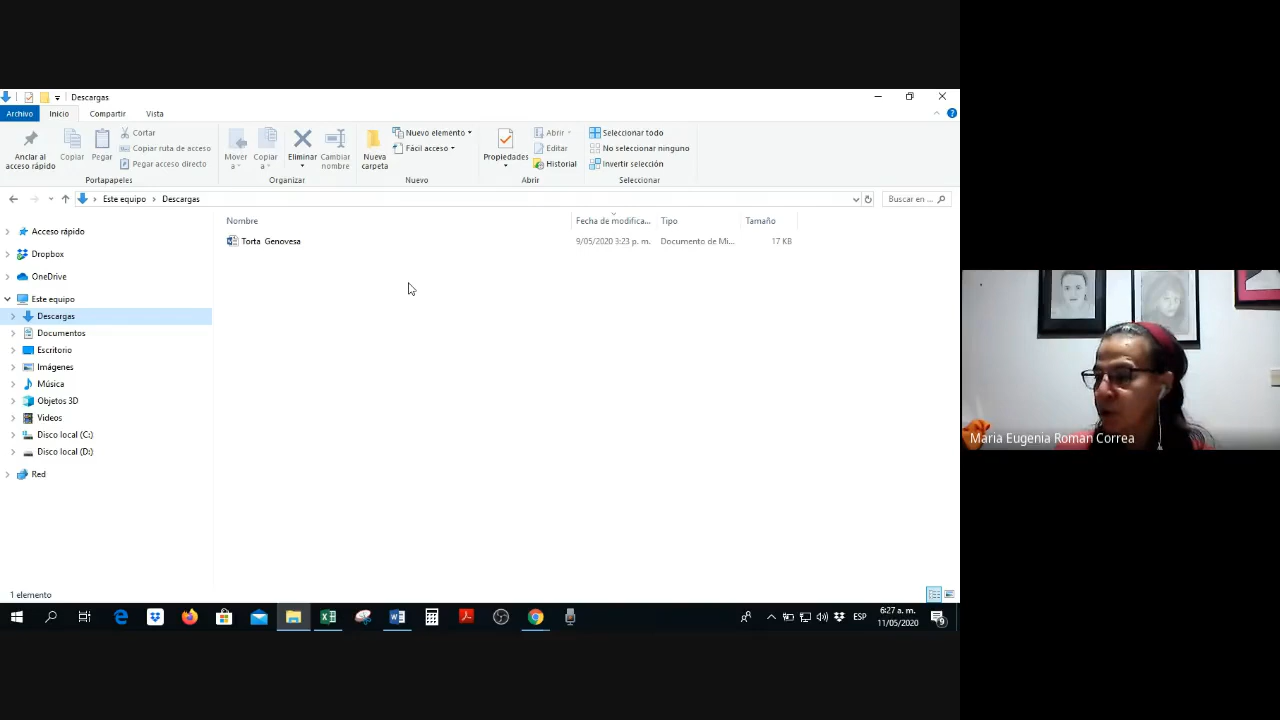 Descargas
Archivo Inicio Compartir Vista
Anclar al acceso rápido
Copiar
Pegar
Cortar
Copiar ruta de acceso
Pegar acceso directo
Portapapeles
Mover a
Copiar a
Eliminar
Cambiar nombre
Organizar
Nueva carpeta
Nuevo elemento
Fácil acceso
Nuevo
Propiedades
Abrir
Editar
Historial
Abrir
Seleccionar todo
No seleccionar ninguno
Invertir selección
Seleccionar
Este equipo > Descargas
Buscar en ...
Nombre Fecha de modifica... Tipo Tamaño
Torta Genovesa 9/05/2020 3:23 p. m. Documento de Mi... 17 KB
Acceso rápido
Dropbox
OneDrive
Este equipo
Descargas
Documentos
Escritorio
Imágenes
Música
Objetos 3D
Videos
Disco local (C:)
Disco local (D:)
Red
1 elemento
ESP
6:27 a. m.
11/05/2020
9
Maria Eugenia Roman Correa